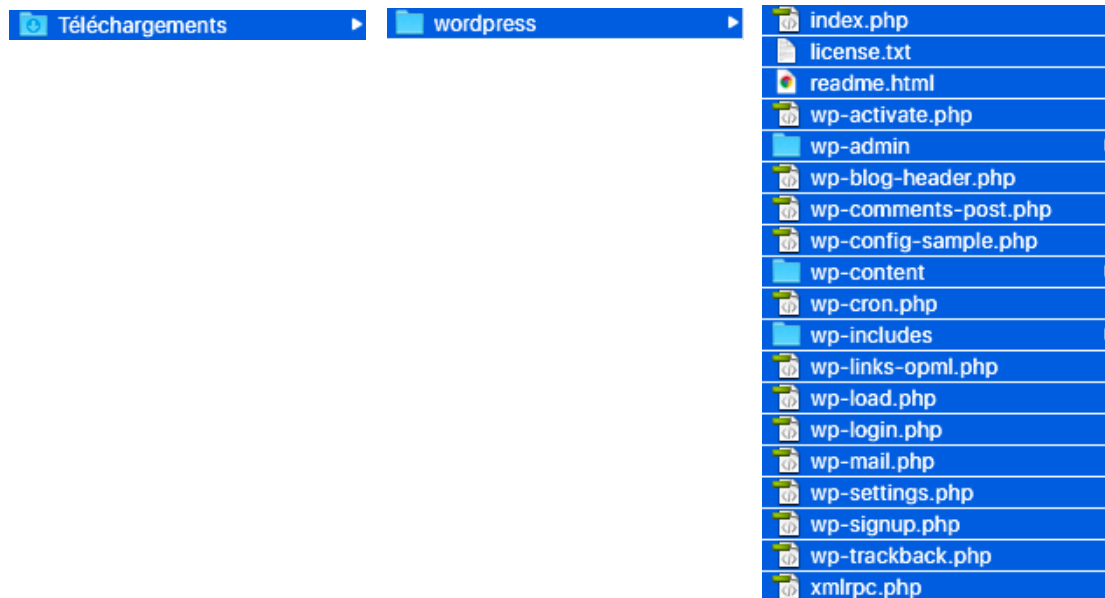 Téléchargements
wordpress
index.php
license.txt
readme.html
wp-activate.php
wp-admin
wp-blog-header.php
wp-comments-post.php
wp-config-sample.php
wp-content
wp-cron.php
wp-includes
wp-links-opml.php
wp-load.php
wp-login.php
wp-mail.php
wp-settings.php
wp-signup.php
wp-trackback.php
xmlrpc.php